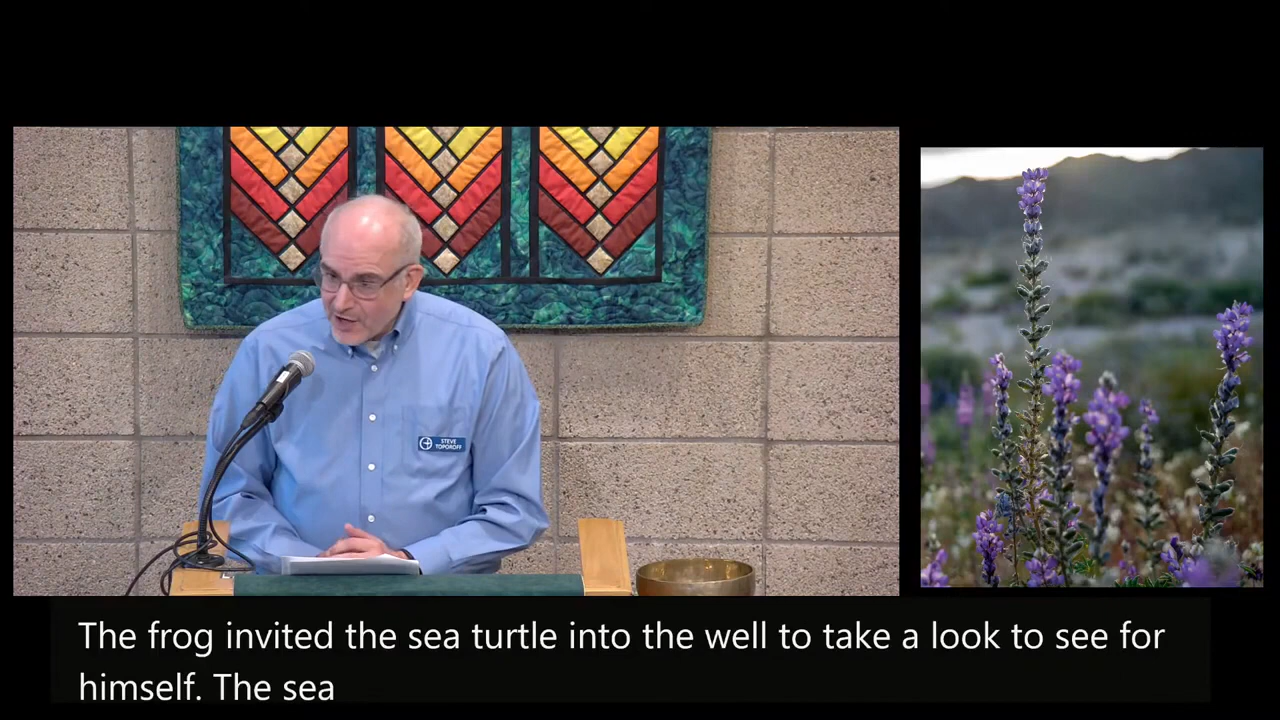 STEVE
TOPOROFF
The frog invited the sea turtle into the well to take a look to see for
himself. The sea